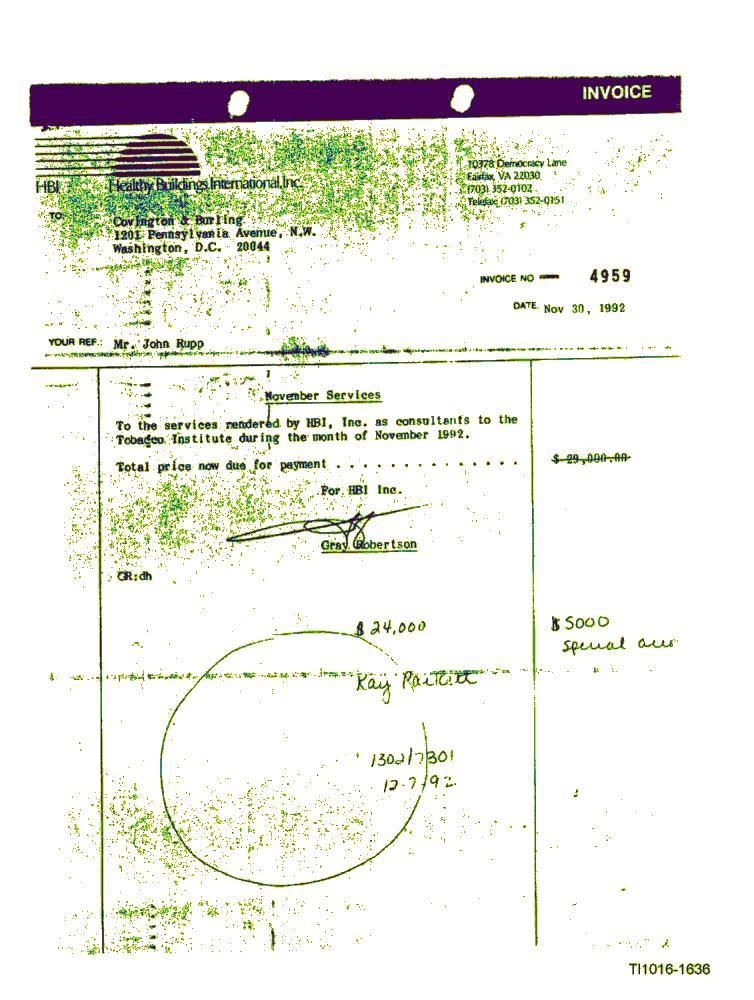 INVOICE
10378 Democracy Lane
Fairfax, VA 22030
(703) 352-0102
Telefax: (703) 352-0151
HBI Healthy Buildings International, Inc.
TO: Covington & Burling
1201 Pennsylvania Avenue, N.W.
Washington, D.C. 20044
INVOICE NO 4959
DATE Nov 30, 1992
YOUR REF.: Mr. John Rupp
November Services
To the services rendered by HBI, Inc. as consultants to the
Tobacco Institute during the month of November 1992.
Total price now due for payment . . . . . . . . . . . . . . $ 29,000.00
For HBI Inc.
Gray Robertson
GR:dh
$ 24,000 $ 5000
Kay
1302/7301
12-7-92
TI1016-1636